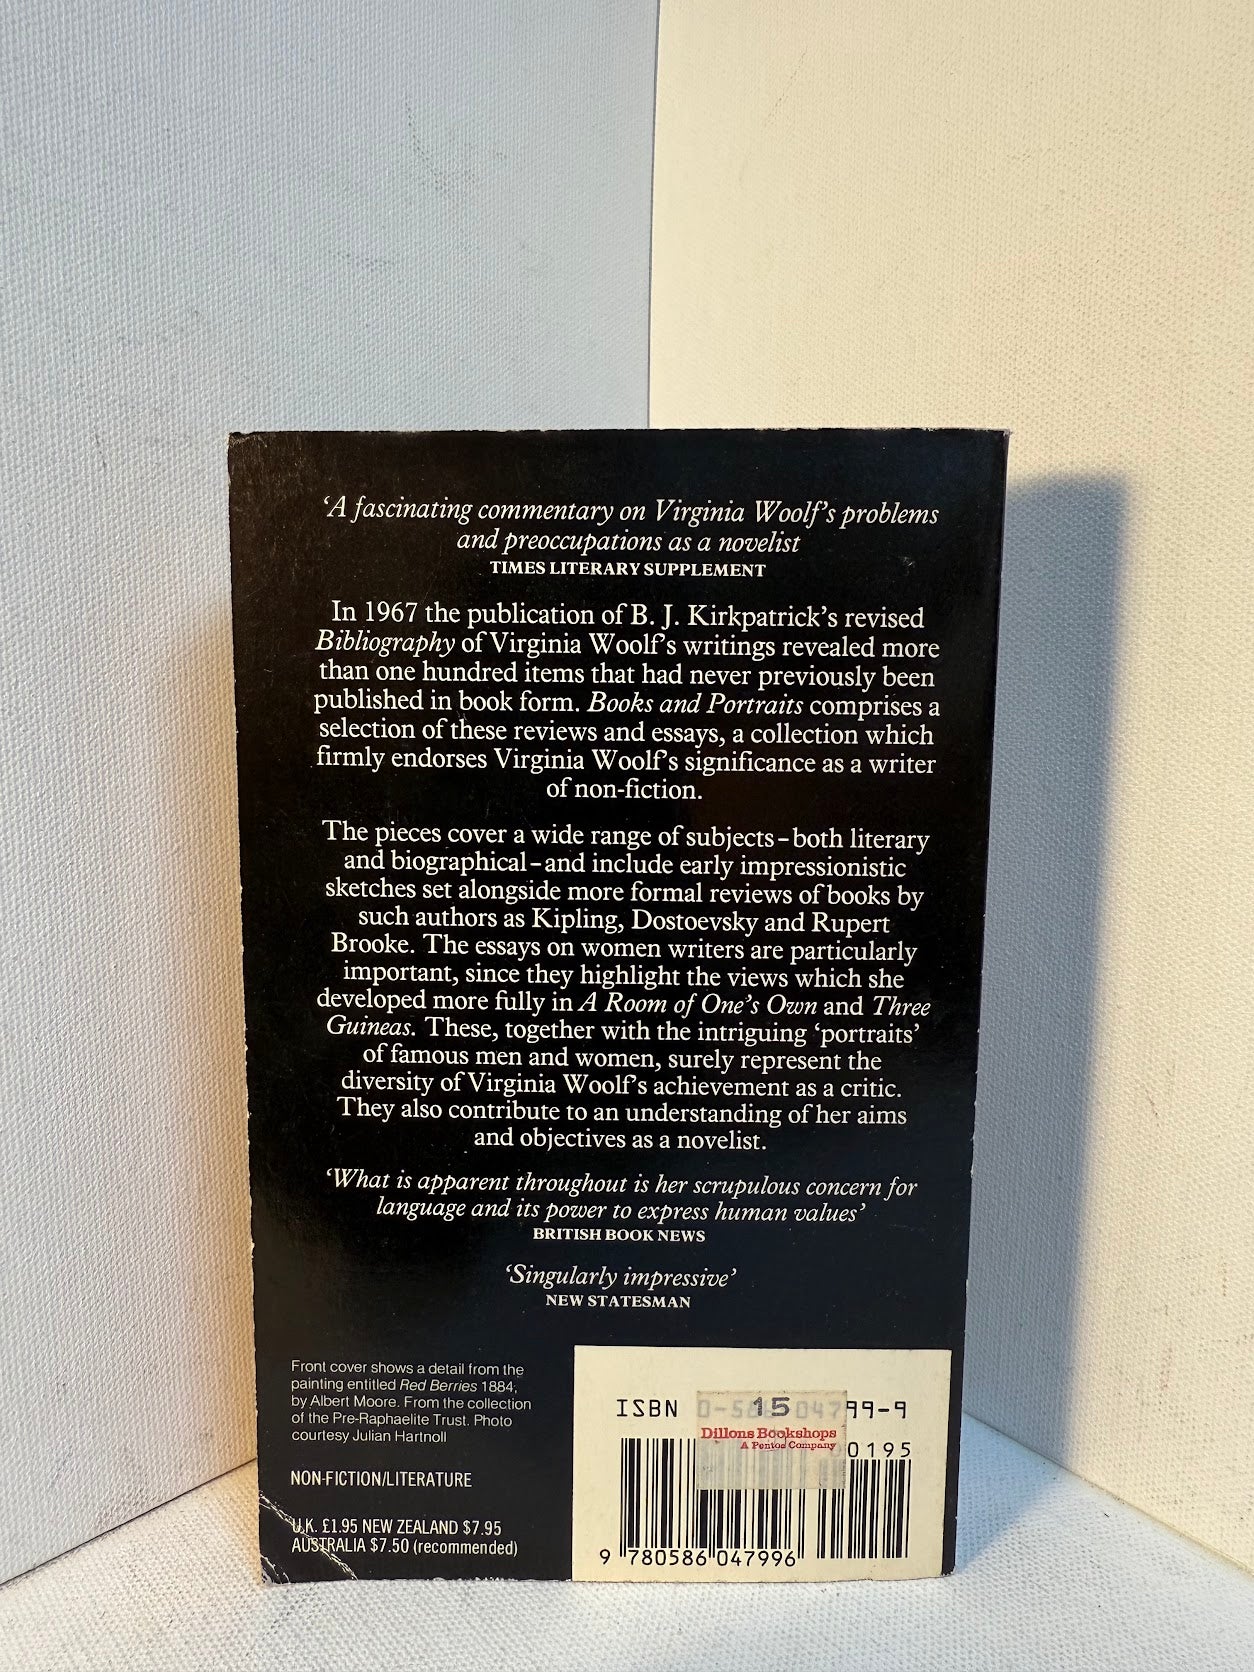 ‘A fascinating commentary on Virginia Woolf’s problems
and preoccupations as a novelist
TIMES LITERARY SUPPLEMENT
In 1967 the publication of B. J. Kirkpatrick’s revised
Bibliography of Virginia Woolf’s writings revealed more
than one hundred items that had never previously been
published in book form. Books and Portraits comprises a
selection of these reviews and essays, a collection which
firmly endorses Virginia Woolf’s significance as a writer
of non-fiction.
The pieces cover a wide range of subjects–both literary
and biographical–and include early impressionistic
sketches set alongside more formal reviews of books by
such authors as Kipling, Dostoevsky and Rupert
Brooke. The essays on women writers are particularly
important, since they highlight the views which she
developed more fully in A Room of One’s Own and Three
Guineas. These, together with the intriguing ‘portraits’
of famous men and women, surely represent the
diversity of Virginia Woolf’s achievement as a critic.
They also contribute to an understanding of her aims
and objectives as a novelist.
‘What is apparent throughout is her scrupulous concern for
language and its power to express human values’
BRITISH BOOK NEWS
‘Singularly impressive’
NEW STATESMAN
Front cover shows a detail from the
painting entitled Red Berries 1884,
by Albert Moore. From the collection
of the Pre-Raphaelite Trust. Photo
courtesy Julian Hartnoll
NON-FICTION/LITERATURE
U.K. £1.95 NEW ZEALAND $7.95
AUSTRALIA $7.50 (recommended)
ISBN 0-586-04799-9
15
Dillons Bookshops
A Pentos Company
00195
9 780586 047996